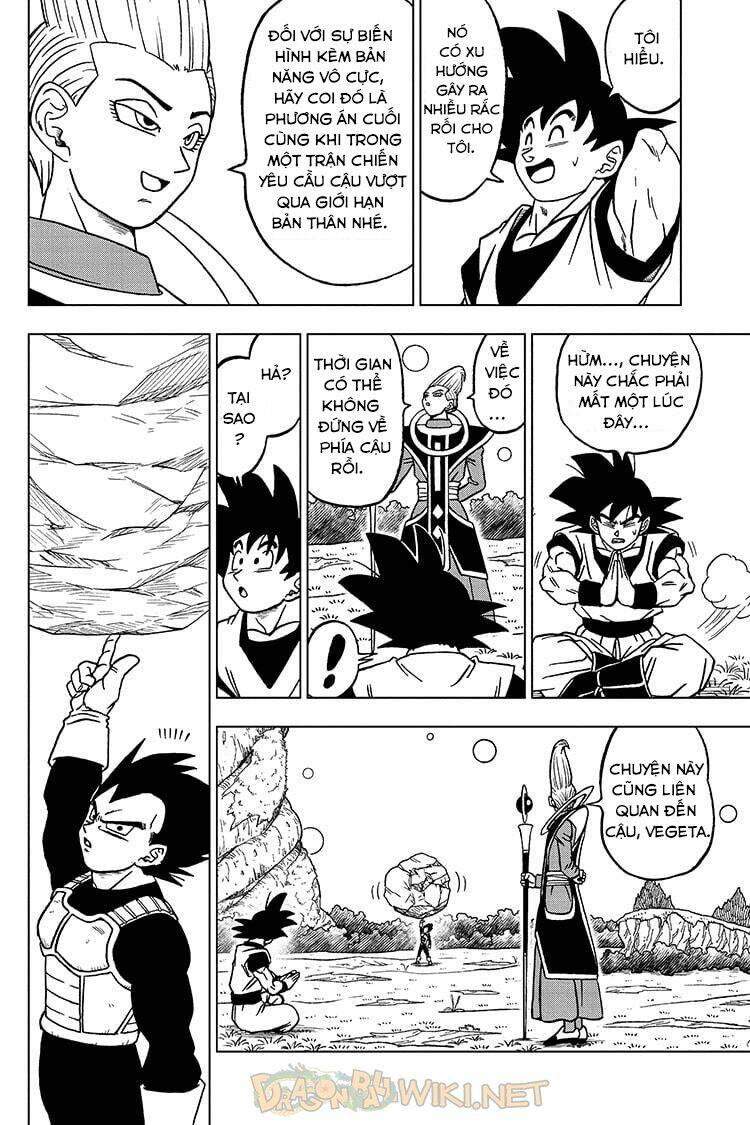 TÔI
HIỂU.
NÓ
CÓ XU
HƯỚNG
GÂY RA
NHIỀU RẮC
RỐI CHO
TÔI.
ĐỐI VỚI SỰ BIẾN
HÌNH KÈM BẢN
NĂNG VÔ CỰC,
HÃY COI ĐÓ LÀ
PHƯƠNG ÁN CUỐI
CÙNG KHI TRONG
MỘT TRẬN CHIẾN
YÊU CẦU CẬU VƯỢT
QUA GIỚI HẠN
BẢN THÂN NHÉ.
HỪM..., CHUYỆN
NÀY CHẮC PHẢI
MẤT MỘT LÚC
ĐÂY...
VỀ
VIỆC
ĐÓ
...
THỜI GIAN
CÓ THỂ
KHÔNG
ĐỨNG VỀ
PHÍA CẬU
RỒI.
!
HẢ?
TẠI
SAO
?
CHUYỆN NÀY
CŨNG LIÊN
QUAN ĐẾN
CẬU, VEGETA.
DRAGON BALL WIKI.NET